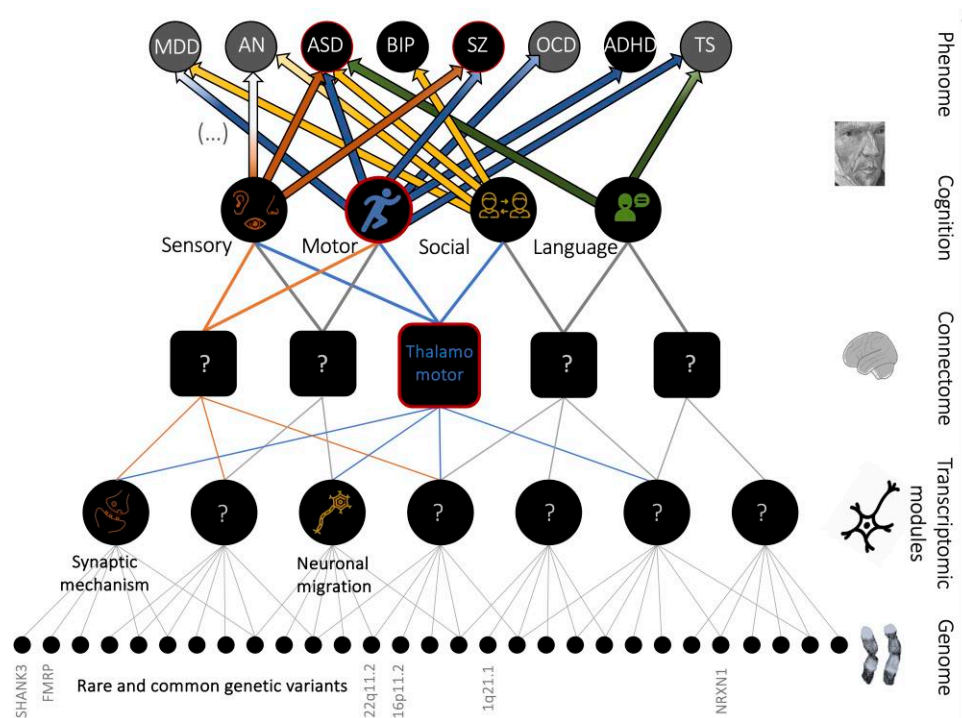 MDD AN ASD BIP SZ OCD ADHD TS
Phenome
(...)
Cognition
Sensory Motor Social Language
Connectome
? ? Thalamo ? ?
motor
Transcriptomic
modules
? ? ? ? ?
Synaptic
mechanism
Neuronal
migration
Genome
SHANK3
FMRP
Rare and common genetic variants
22q11.2
16p11.2
1q21.1
NRXN1